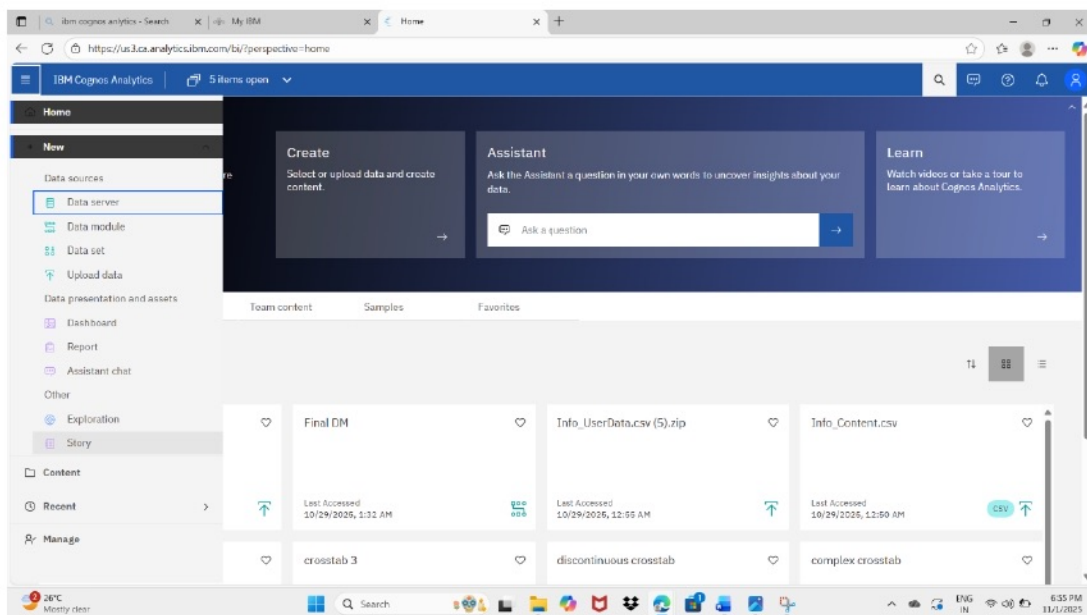 ibm cognos anlytics - Search
My IBM
Home
https://us3.ca.analytics.ibm.com/bi/?perspective=home
IBM Cognos Analytics
5 items open
Home
New
Data sources
Data server
Data module
Data set
Upload data
Data presentation and assets
Dashboard
Report
Assistant chat
Other
Exploration
Story
Content
Recent
Manage
re
Create
Select or upload data and create
content.
Assistant
Ask the Assistant a question in your own words to uncover insights about your
data.
Ask a question
Learn
Watch videos or take a tour to
learn about Cognos Analytics.
Team content Samples Favorites
Final DM
Last Accessed
10/29/2025, 1:32 AM
Info_UserData.csv (5).zip
Last Accessed
10/29/2025, 12:55 AM
Info_Content.csv
Last Accessed
10/29/2025, 12:50 AM
CSV
crosstab 3
discontinuous crosstab
complex crosstab
2
26°C
Mostly clear
Search
ENG
IN
6:35 PM
11/1/2025